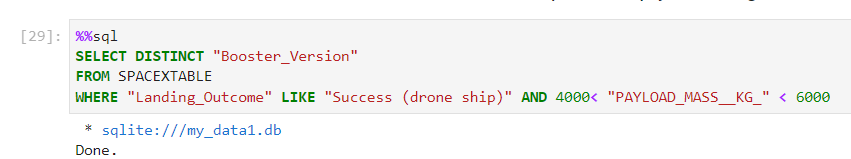 [29]: %%sql
SELECT DISTINCT "Booster_Version"
FROM SPACEXTABLE
WHERE "Landing_Outcome" LIKE "Success (drone ship)" AND 4000< "PAYLOAD_MASS__KG_" < 6000
* sqlite:///my_data1.db
Done.